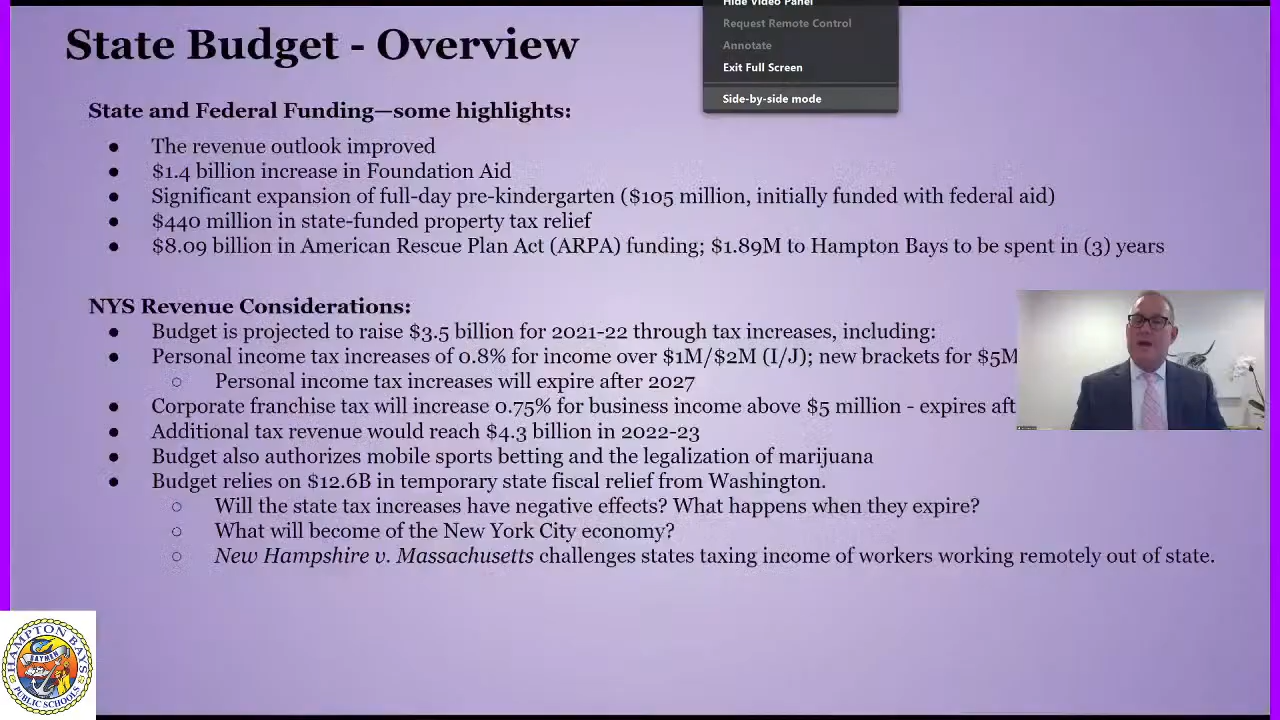 Hide Video Panel
Request Remote Control
Annotate
Exit Full Screen
Side-by-side mode
State Budget - Overview
State and Federal Funding—some highlights:
● The revenue outlook improved
● $1.4 billion increase in Foundation Aid
● Significant expansion of full-day pre-kindergarten ($105 million, initially funded with federal aid)
● $440 million in state-funded property tax relief
● $8.09 billion in American Rescue Plan Act (ARPA) funding; $1.89M to Hampton Bays to be spent in (3) years
NYS Revenue Considerations:
● Budget is projected to raise $3.5 billion for 2021-22 through tax increases, including:
● Personal income tax increases of 0.8% for income over $1M/$2M (I/J); new brackets for $5M
○ Personal income tax increases will expire after 2027
● Corporate franchise tax will increase 0.75% for business income above $5 million - expires aft
● Additional tax revenue would reach $4.3 billion in 2022-23
● Budget also authorizes mobile sports betting and the legalization of marijuana
● Budget relies on $12.6B in temporary state fiscal relief from Washington.
○ Will the state tax increases have negative effects? What happens when they expire?
○ What will become of the New York City economy?
○ New Hampshire v. Massachusetts challenges states taxing income of workers working remotely out of state.
HAMPTON BAYS
BAYMEN
PUBLIC SCHOOLS